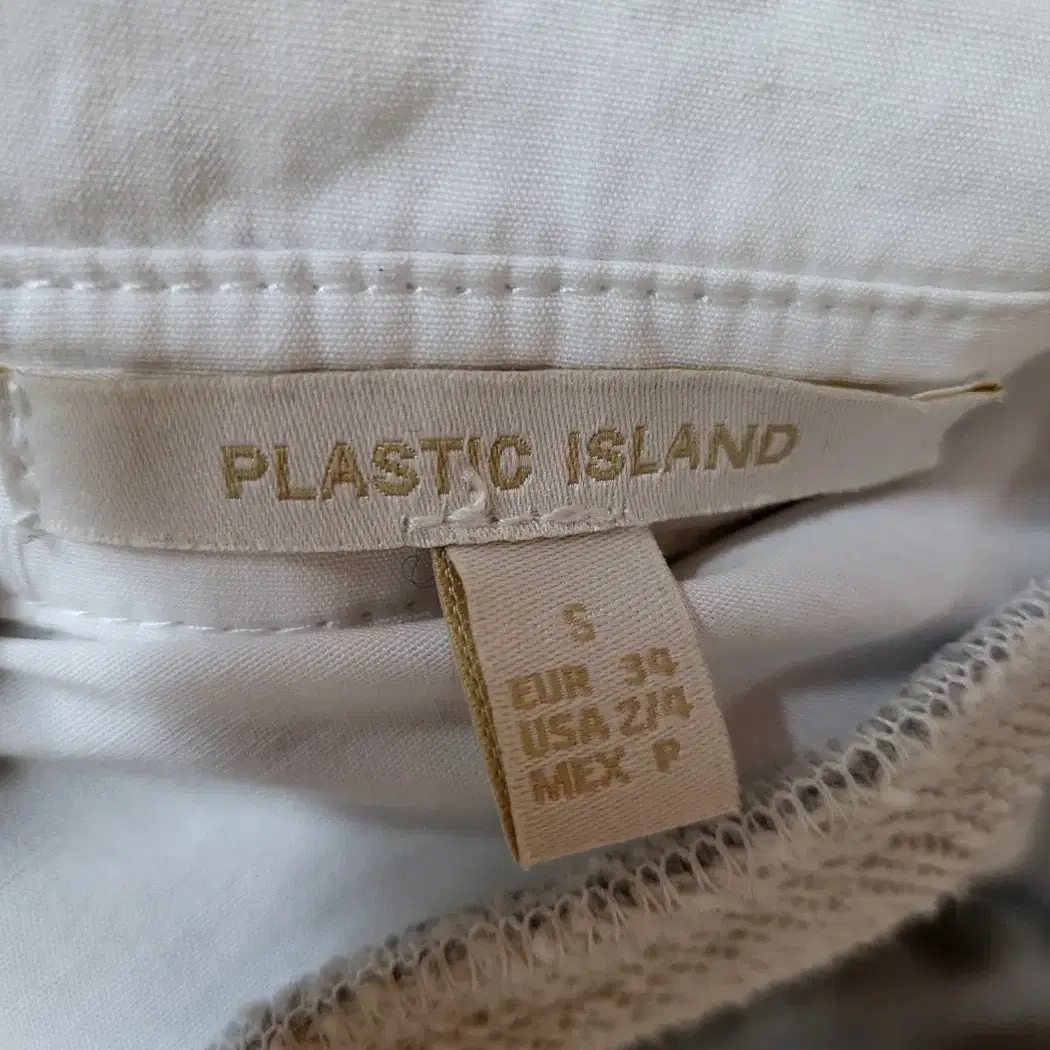 PLASTIC ISLAND
S
EUR 34
USA 2/4
MEX P